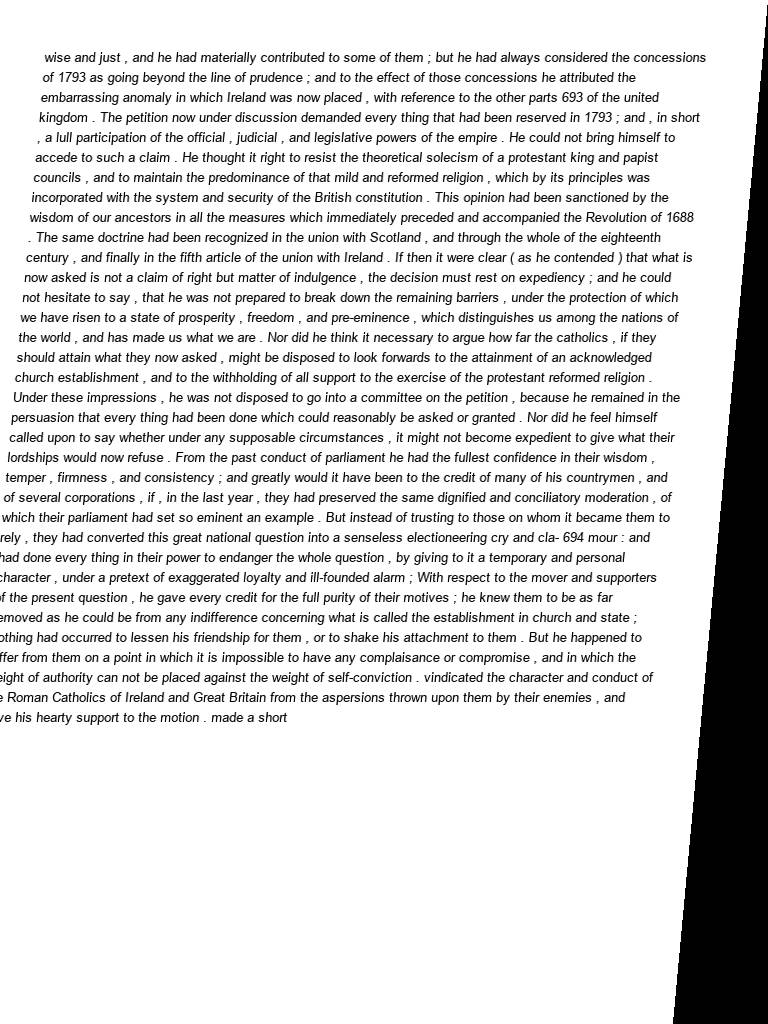 wise and just , and he had materially contributed to some of them ; but he had always considered the concessions
of 1793 as going beyond the line of prudence ; and to the effect of those concessions he attributed the
embarrassing anomaly in which Ireland was now placed , with reference to the other parts 693 of the united
kingdom . The petition now under discussion demanded every thing that had been reserved in 1793 ; and , in short
, a lull participation of the official , judicial , and legislative powers of the empire . He could not bring himself to
accede to such a claim . He thought it right to resist the theoretical solecism of a protestant king and papist
councils , and to maintain the predominance of that mild and reformed religion , which by its principles was
incorporated with the system and security of the British constitution . This opinion had been sanctioned by the
wisdom of our ancestors in all the measures which immediately preceded and accompanied the Revolution of 1688
. The same doctrine had been recognized in the union with Scotland , and through the whole of the eighteenth
century , and finally in the fifth article of the union with Ireland . If then it were clear ( as he contended ) that what is
now asked is not a claim of right but matter of indulgence , the decision must rest on expediency ; and he could
not hesitate to say , that he was not prepared to break down the remaining barriers , under the protection of which
we have risen to a state of prosperity , freedom , and pre-eminence , which distinguishes us among the nations of
the world , and has made us what we are . Nor did he think it necessary to argue how far the catholics , if they
should attain what they now asked , might be disposed to look forwards to the attainment of an acknowledged
church establishment , and to the withholding of all support to the exercise of the protestant reformed religion .
Under these impressions , he was not disposed to go into a committee on the petition , because he remained in the
persuasion that every thing had been done which could reasonably be asked or granted . Nor did he feel himself
called upon to say whether under any supposable circumstances , it might not become expedient to give what their
lordships would now refuse . From the past conduct of parliament he had the fullest confidence in their wisdom ,
temper , firmness , and consistency ; and greatly would it have been to the credit of many of his countrymen , and
of several corporations , if , in the last year , they had preserved the same dignified and conciliatory moderation , of
which their parliament had set so eminent an example . But instead of trusting to those on whom it became them to
rely , they had converted this great national question into a senseless electioneering cry and cla- 694 mour : and
had done every thing in their power to endanger the whole question , by giving to it a temporary and personal
character , under a pretext of exaggerated loyalty and ill-founded alarm ; With respect to the mover and supporters
of the present question , he gave every credit for the full purity of their motives ; he knew them to be as far
emoved as he could be from any indifference concerning what is called the establishment in church and state ;
othing had occurred to lessen his friendship for them , or to shake his attachment to them . But he happened to
ffer from them on a point in which it is impossible to have any complaisance or compromise , and in which the
eight of authority can not be placed against the weight of self-conviction . vindicated the character and conduct of
e Roman Catholics of Ireland and Great Britain from the aspersions thrown upon them by their enemies , and
ve his hearty support to the motion . made a short